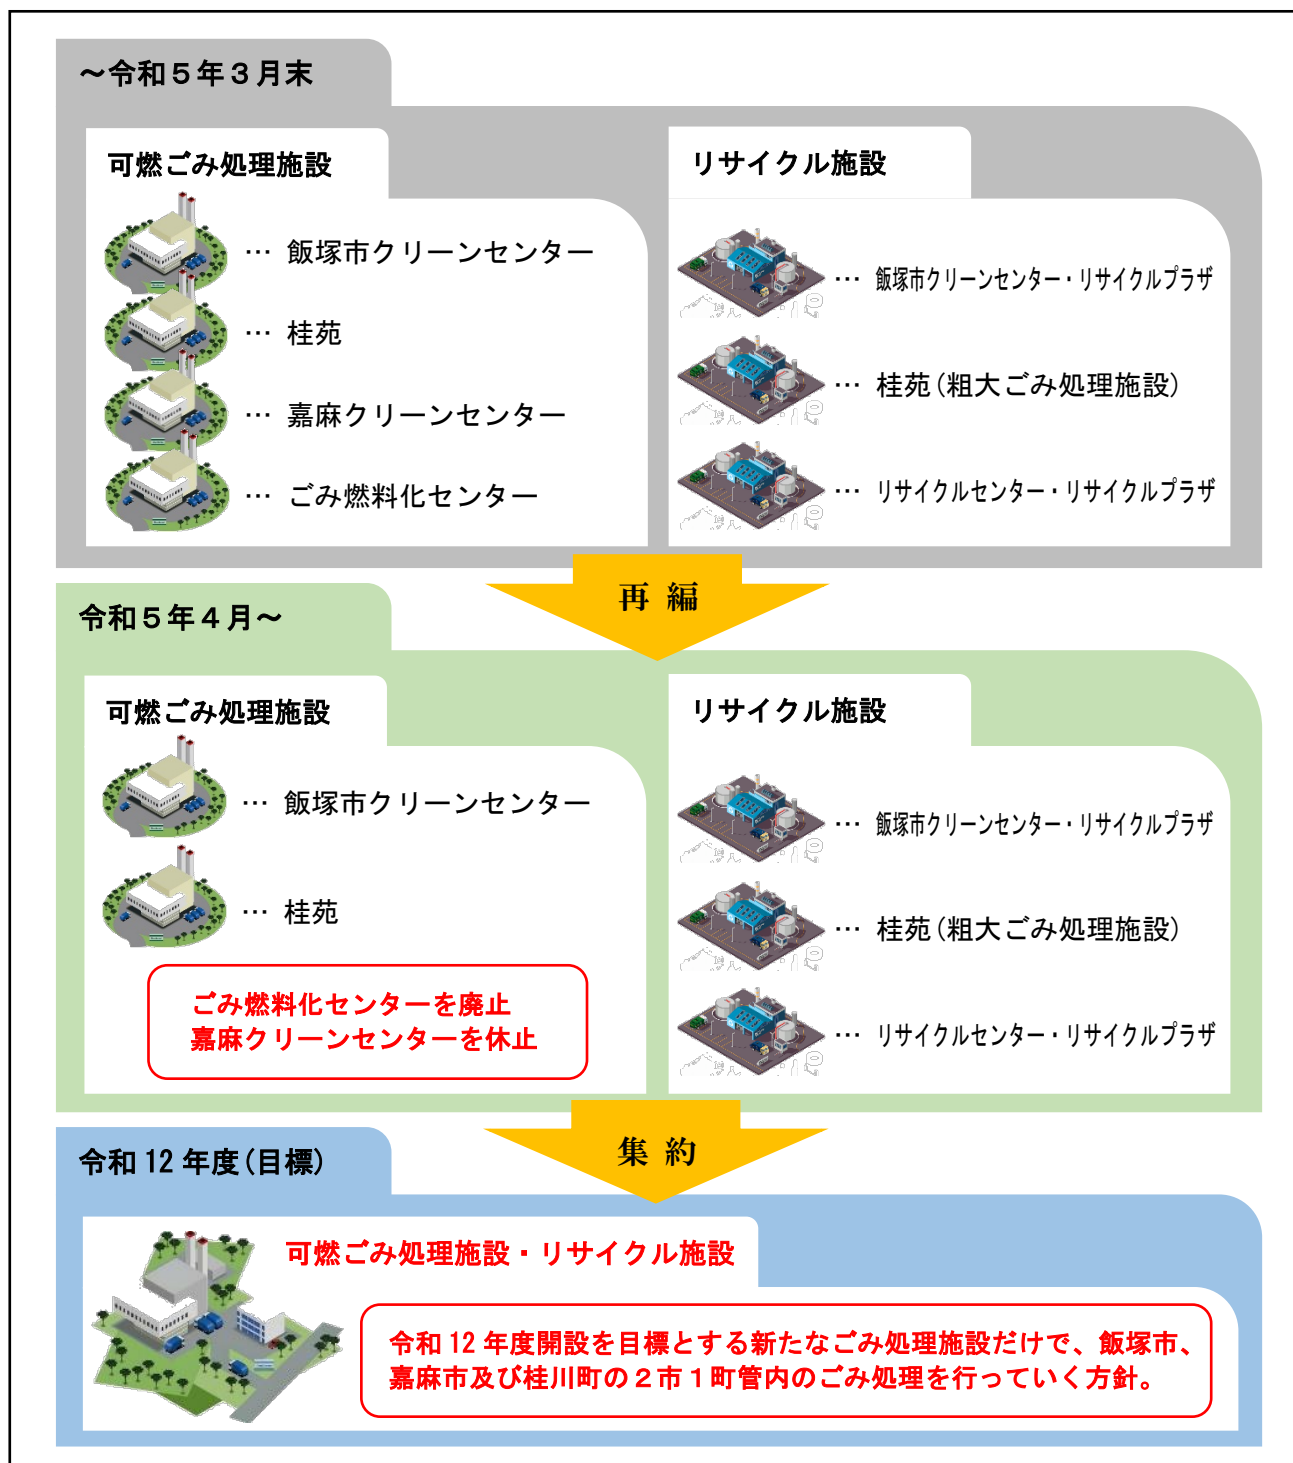 ～令和５年３月末
可燃ごみ処理施設
… 飯塚市クリーンセンター
… 桂苑
… 嘉麻クリーンセンター
… ごみ燃料化センター
リサイクル施設
… 飯塚市クリーンセンター・リサイクルプラザ
… 桂苑(粗大ごみ処理施設)
… リサイクルセンター・リサイクルプラザ
再 編
令和５年４月～
可燃ごみ処理施設
… 飯塚市クリーンセンター
… 桂苑
ごみ燃料化センターを廃止
嘉麻クリーンセンターを休止
リサイクル施設
… 飯塚市クリーンセンター・リサイクルプラザ
… 桂苑(粗大ごみ処理施設)
… リサイクルセンター・リサイクルプラザ
集 約
令和 12 年度(目標)
可燃ごみ処理施設・リサイクル施設
令和 12 年度開設を目標とする新たなごみ処理施設だけで、飯塚市、
嘉麻市及び桂川町の２市１町管内のごみ処理を行っていく方針。